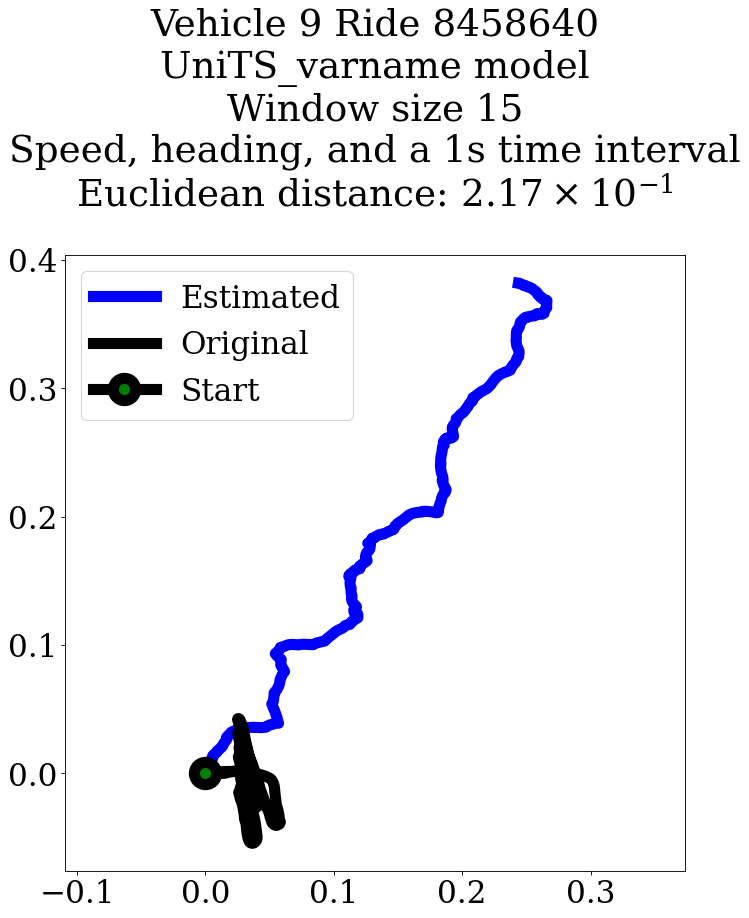 Vehicle 9 Ride 8458640
UniTS_varname model
Window size 15
Speed, heading, and a 1s time interval
Euclidean distance: 2.17 × 10⁻¹
0.4
0.3
0.2
0.1
0.0
Estimated
Original
Start
−0.1 0.0 0.1 0.2 0.3